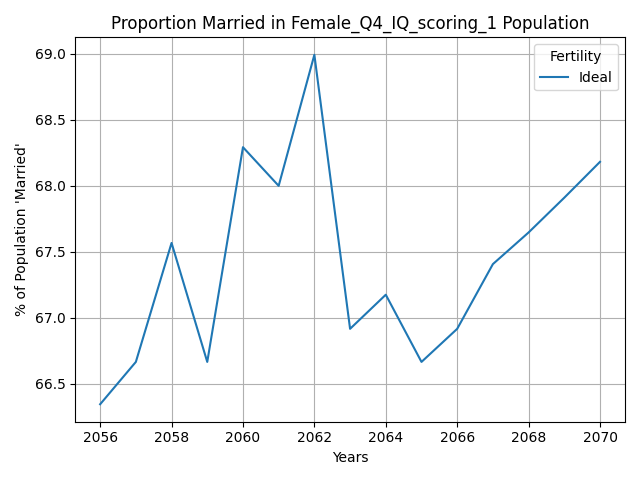 Proportion Married in Female_Q4_IQ_scoring_1 Population
Fertility
Ideal
% of Population 'Married'
69.0
68.5
68.0
67.5
67.0
66.5
2056 2058 2060 2062 2064 2066 2068 2070
Years